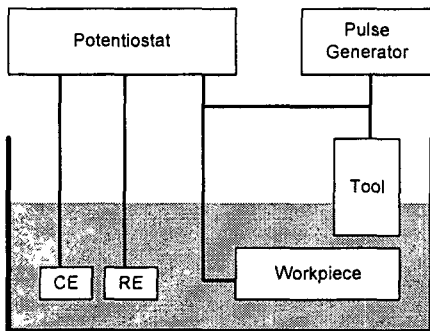 Potentiostat
Pulse
Generator
Tool
CE
RE
Workpiece